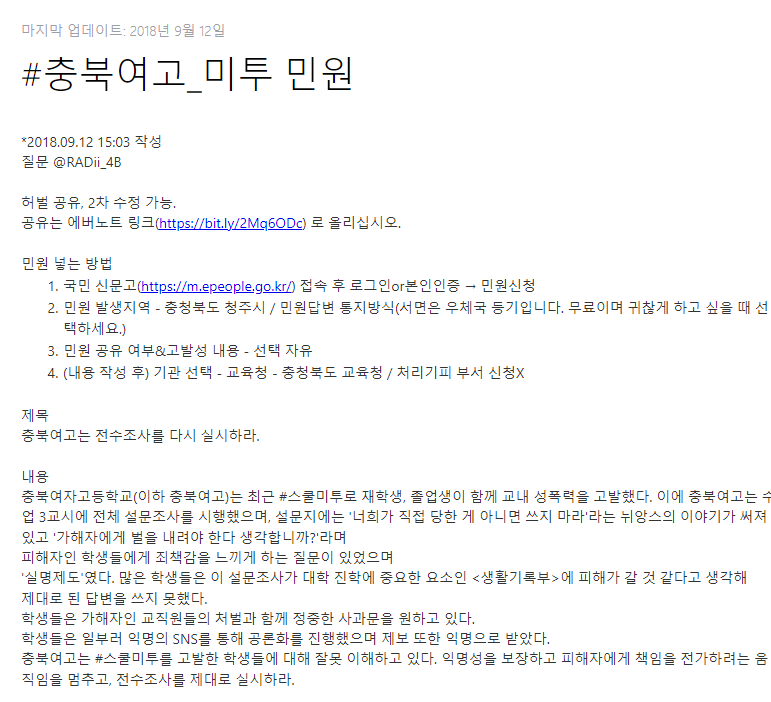 마지막 업데이트: 2018년 9월 12일
#충북여고_미투 민원
*2018.09.12 15:03 작성
질문 @RADii_4B
허벌 공유, 2차 수정 가능.
공유는 에버노트 링크(https://bit.ly/2Mq6ODc) 로 올리십시오.
민원 넣는 방법
1. 국민 신문고(https://m.epeople.go.kr/) 접속 후 로그인or본인인증 → 민원신청
2. 민원 발생지역 - 충청북도 청주시 / 민원답변 통지방식(서면은 우체국 등기입니다. 무료이며 귀찮게 하고 싶을 때 선
택하세요.)
3. 민원 공유 여부&고발성 내용 - 선택 자유
4. (내용 작성 후) 기관 선택 - 교육청 - 충청북도 교육청 / 처리기피 부서 신청X
제목
충북여고는 전수조사를 다시 실시하라.
내용
충북여자고등학교(이하 충북여고)는 최근 #스쿨미투로 재학생, 졸업생이 함께 교내 성폭력을 고발했다. 이에 충북여고는 수
업 3교시에 전체 설문조사를 시행했으며, 설문지에는 '너희가 직접 당한 게 아니면 쓰지 마라'라는 뉘앙스의 이야기가 써져
있고 '가해자에게 벌을 내려야 한다 생각합니까?'라며
피해자인 학생들에게 죄책감을 느끼게 하는 질문이 있었으며
'실명제도'였다. 많은 학생들은 이 설문조사가 대학 진학에 중요한 요소인 <생활기록부>에 피해가 갈 것 같다고 생각해
제대로 된 답변을 쓰지 못했다.
학생들은 가해자인 교직원들의 처벌과 함께 정중한 사과문을 원하고 있다.
학생들은 일부러 익명의 SNS를 통해 공론화를 진행했으며 제보 또한 익명으로 받았다.
충북여고는 #스쿨미투를 고발한 학생들에 대해 잘못 이해하고 있다. 익명성을 보장하고 피해자에게 책임을 전가하려는 움
직임을 멈추고, 전수조사를 제대로 실시하라.